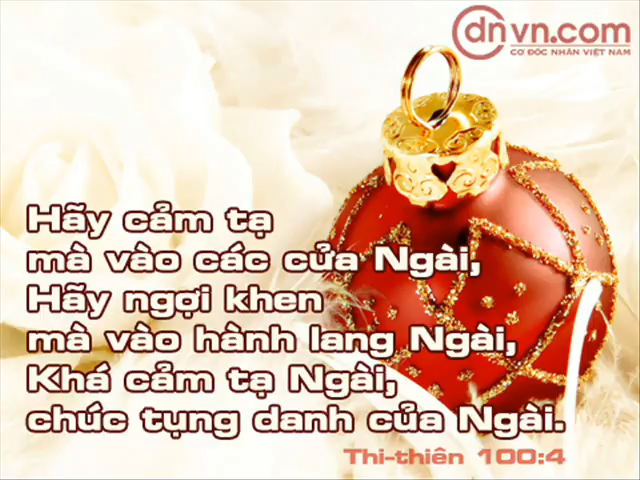 cdnvn.com
CƠ ĐỐC NHÂN VIỆT NAM
Hãy cảm tạ
mà vào các cửa Ngài,
Hãy ngợi khen
mà vào hành lang Ngài,
Khá cảm tạ Ngài,
chúc tụng danh của Ngài.
Thi-thiên 100:4